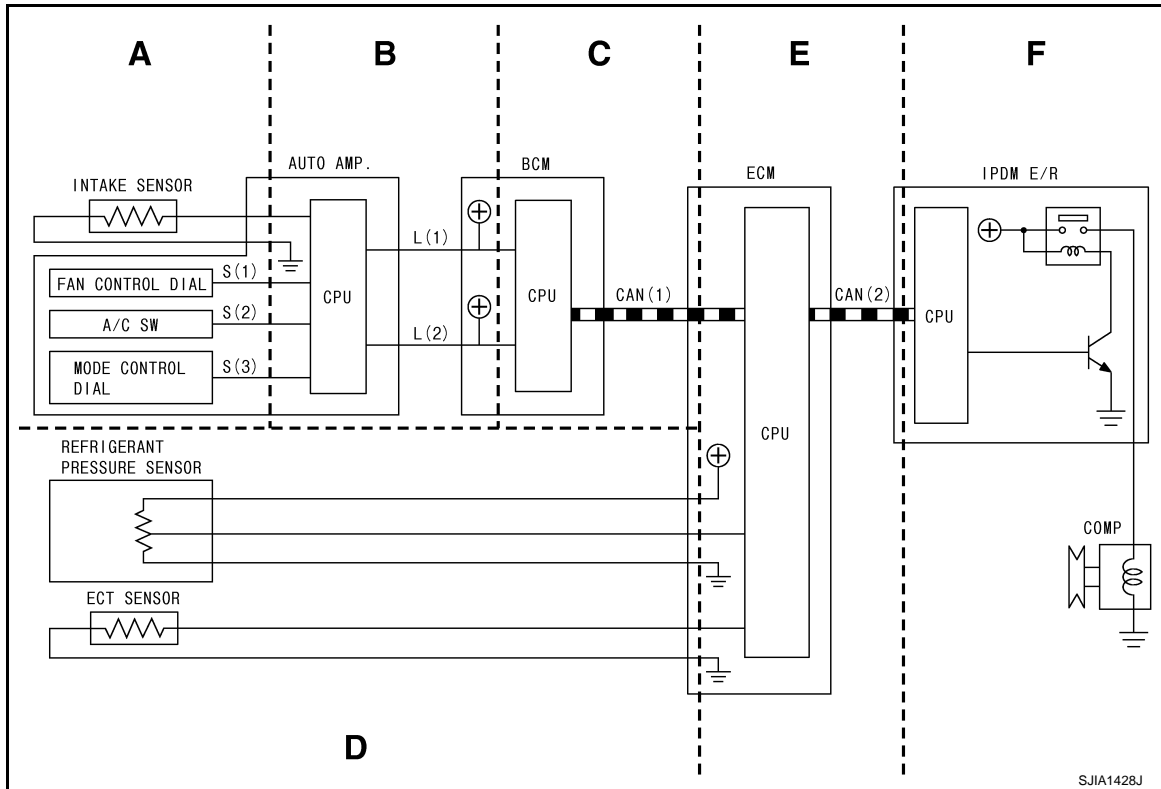 A
B
C
E
F
AUTO AMP.
BCM
ECM
IPDM E/R
INTAKE SENSOR
L(1)
S(1)
FAN CONTROL DIAL
CPU
CPU
CAN(1)
CAN(2)
CPU
S(2)
A/C SW
L(2)
S(3)
MODE CONTROL
DIAL
CPU
REFRIGERANT
PRESSURE SENSOR
COMP
ECT SENSOR
D
SJIA1428J